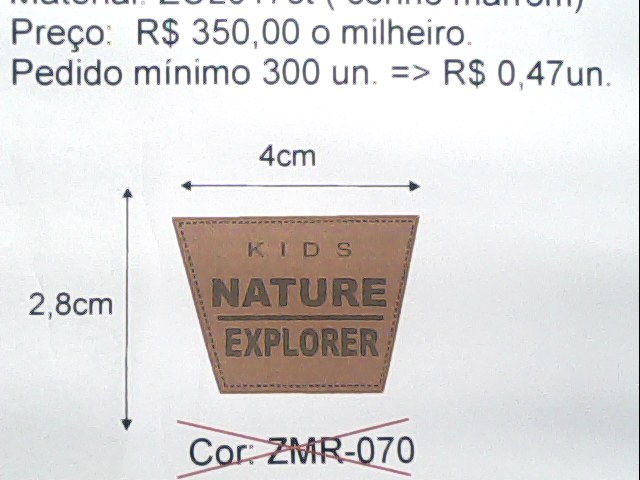 Preço: R$ 350,00 o milheiro.
Pedido mínimo 300 un. => R$ 0,47un.
4cm
2,8cm
KIDS
NATURE
EXPLORER
Cor: ZMR-070